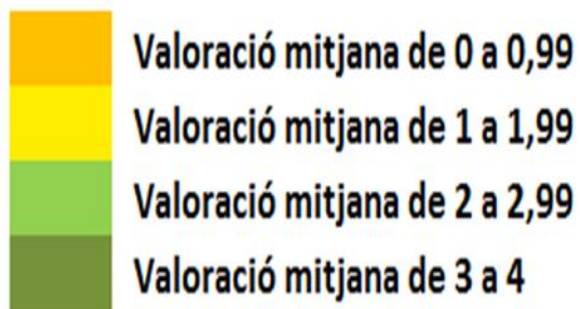 Valoració mitjana de 0 a 0,99
Valoració mitjana de 1 a 1,99
Valoració mitjana de 2 a 2,99
Valoració mitjana de 3 a 4